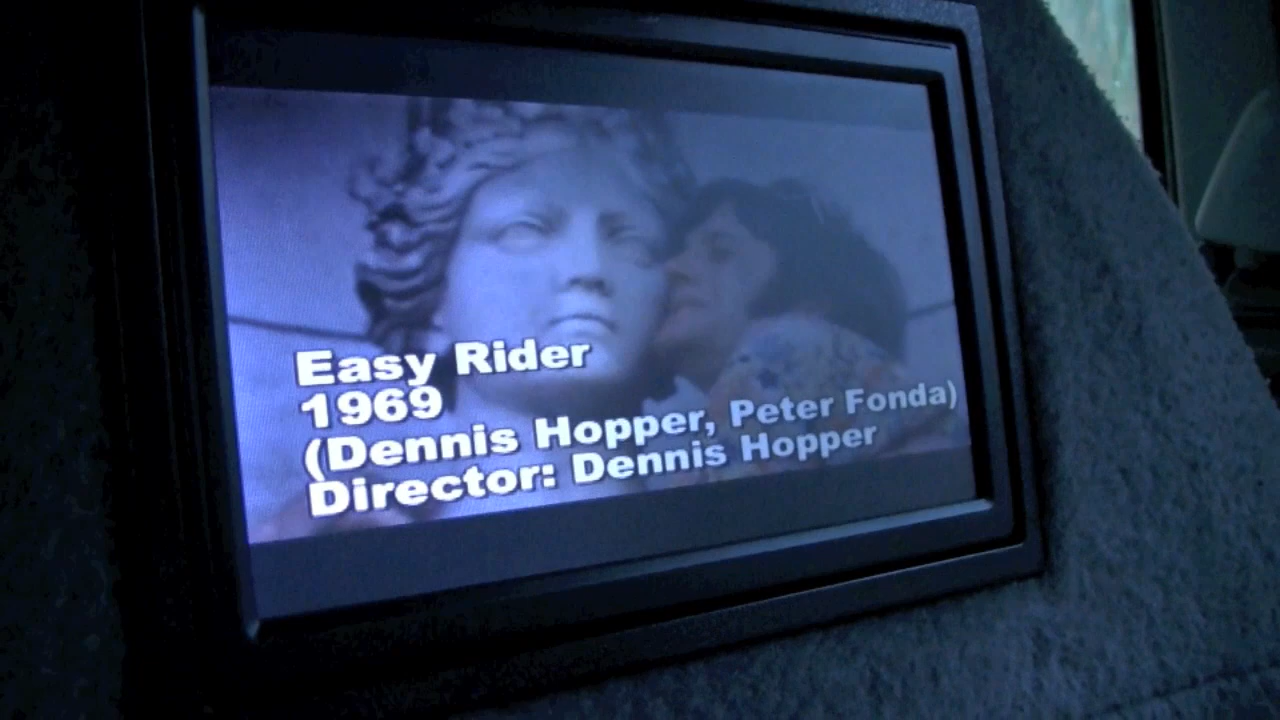 Easy Rider
1969
(Dennis Hopper, Peter Fonda)
Director: Dennis Hopper